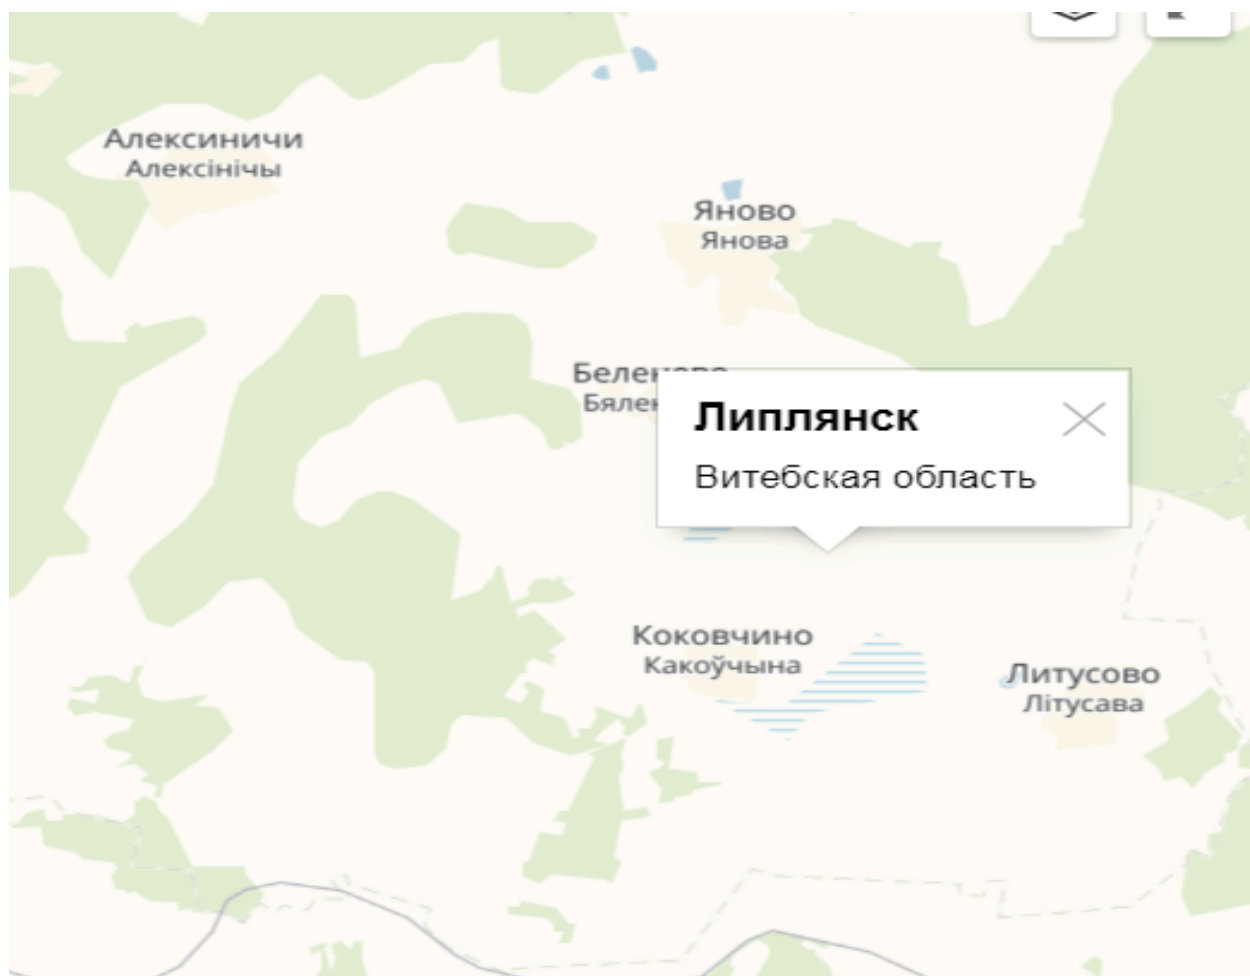 Алексиничи
Алексінічы
Яново
Янова
Липлянск
Витебская область
Коковчино
Какоўчына
Литусово
Літусава